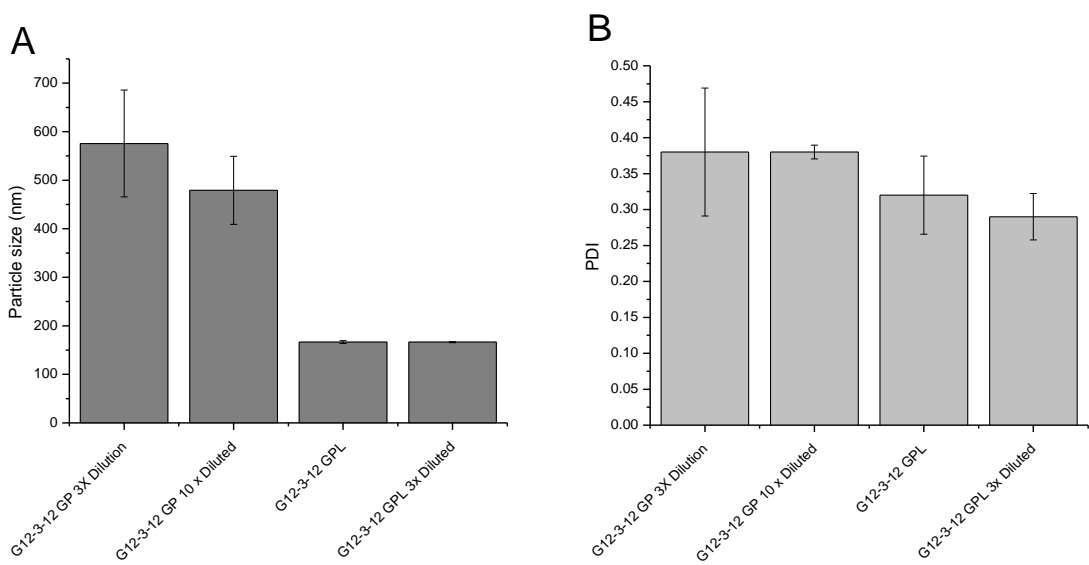 A
Particle size (nm)
700
600
500
400
300
200
100
0
G12-3-12 GP 3X Dilution
G12-3-12 GP 10 x Diluted
G12-3-12 GPL
G12-3-12 GPL 3x Diluted
B
PDI
0.50
0.45
0.40
0.35
0.30
0.25
0.20
0.15
0.10
0.05
0.00
G12-3-12 GP 3X Dilution
G12-3-12 GP 10 x Diluted
G12-3-12 GPL
G12-3-12 GPL 3x Diluted